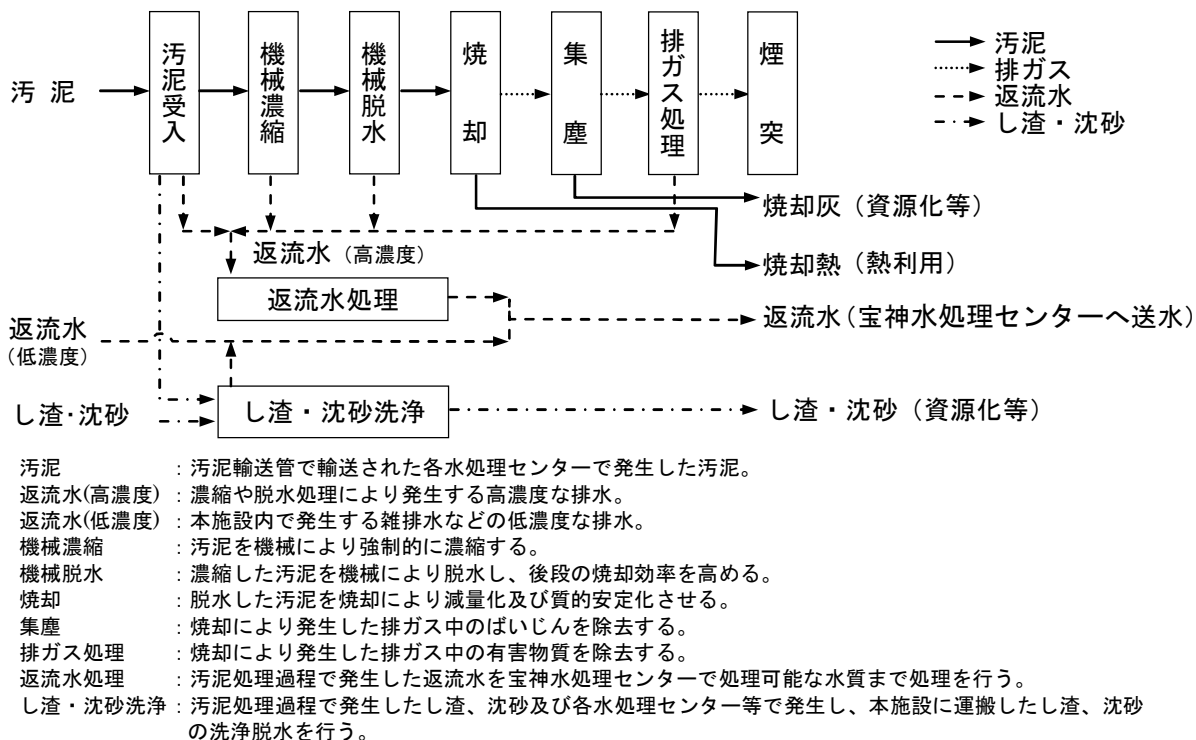 汚泥
汚泥受入
機械濃縮
機械脱水
焼却
集塵
排ガス処理
煙突
汚泥
排ガス
返流水
し渣・沈砂
焼却灰（資源化等）
返流水（高濃度）
焼却熱（熱利用）
返流水処理
返流水（宝神水処理センターへ送水）
返流水
(低濃度)
し渣・沈砂
し渣・沈砂洗浄
し渣・沈砂（資源化等）
汚泥 ：汚泥輸送管で輸送された各水処理センターで発生した汚泥。
返流水(高濃度)：濃縮や脱水処理により発生する高濃度な排水。
返流水(低濃度)：本施設内で発生する雑排水などの低濃度な排水。
機械濃縮 ：汚泥を機械により強制的に濃縮する。
機械脱水 ：濃縮した汚泥を機械により脱水し、後段の焼却効率を高める。
焼却 ：脱水した汚泥を焼却により減量化及び質的安定化させる。
集塵 ：焼却により発生した排ガス中のばいじんを除去する。
排ガス処理 ：焼却により発生した排ガス中の有害物質を除去する。
返流水処理 ：汚泥処理過程で発生した返流水を宝神水処理センターで処理可能な水質まで処理を行う。
し渣・沈砂洗浄：汚泥処理過程で発生したし渣、沈砂及び各水処理センター等で発生し、本施設に運搬したし渣、沈砂
の洗浄脱水を行う。